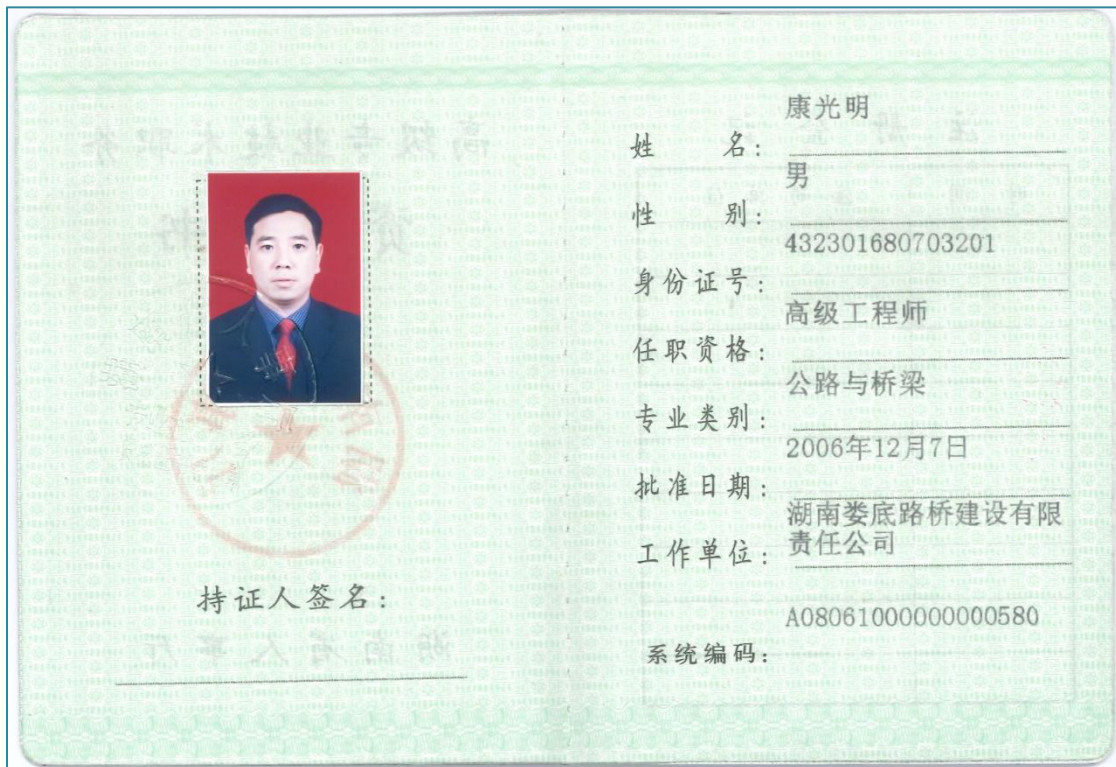 持证人签名:
康光明
姓 名:
男
性 别:
432301680703201
身份证号:
高级工程师
任职资格:
公路与桥梁
专业类别:
2006年12月7日
批准日期:
湖南娄底路桥建设有限
责任公司
工作单位:
A08061000000000580
系统编码: